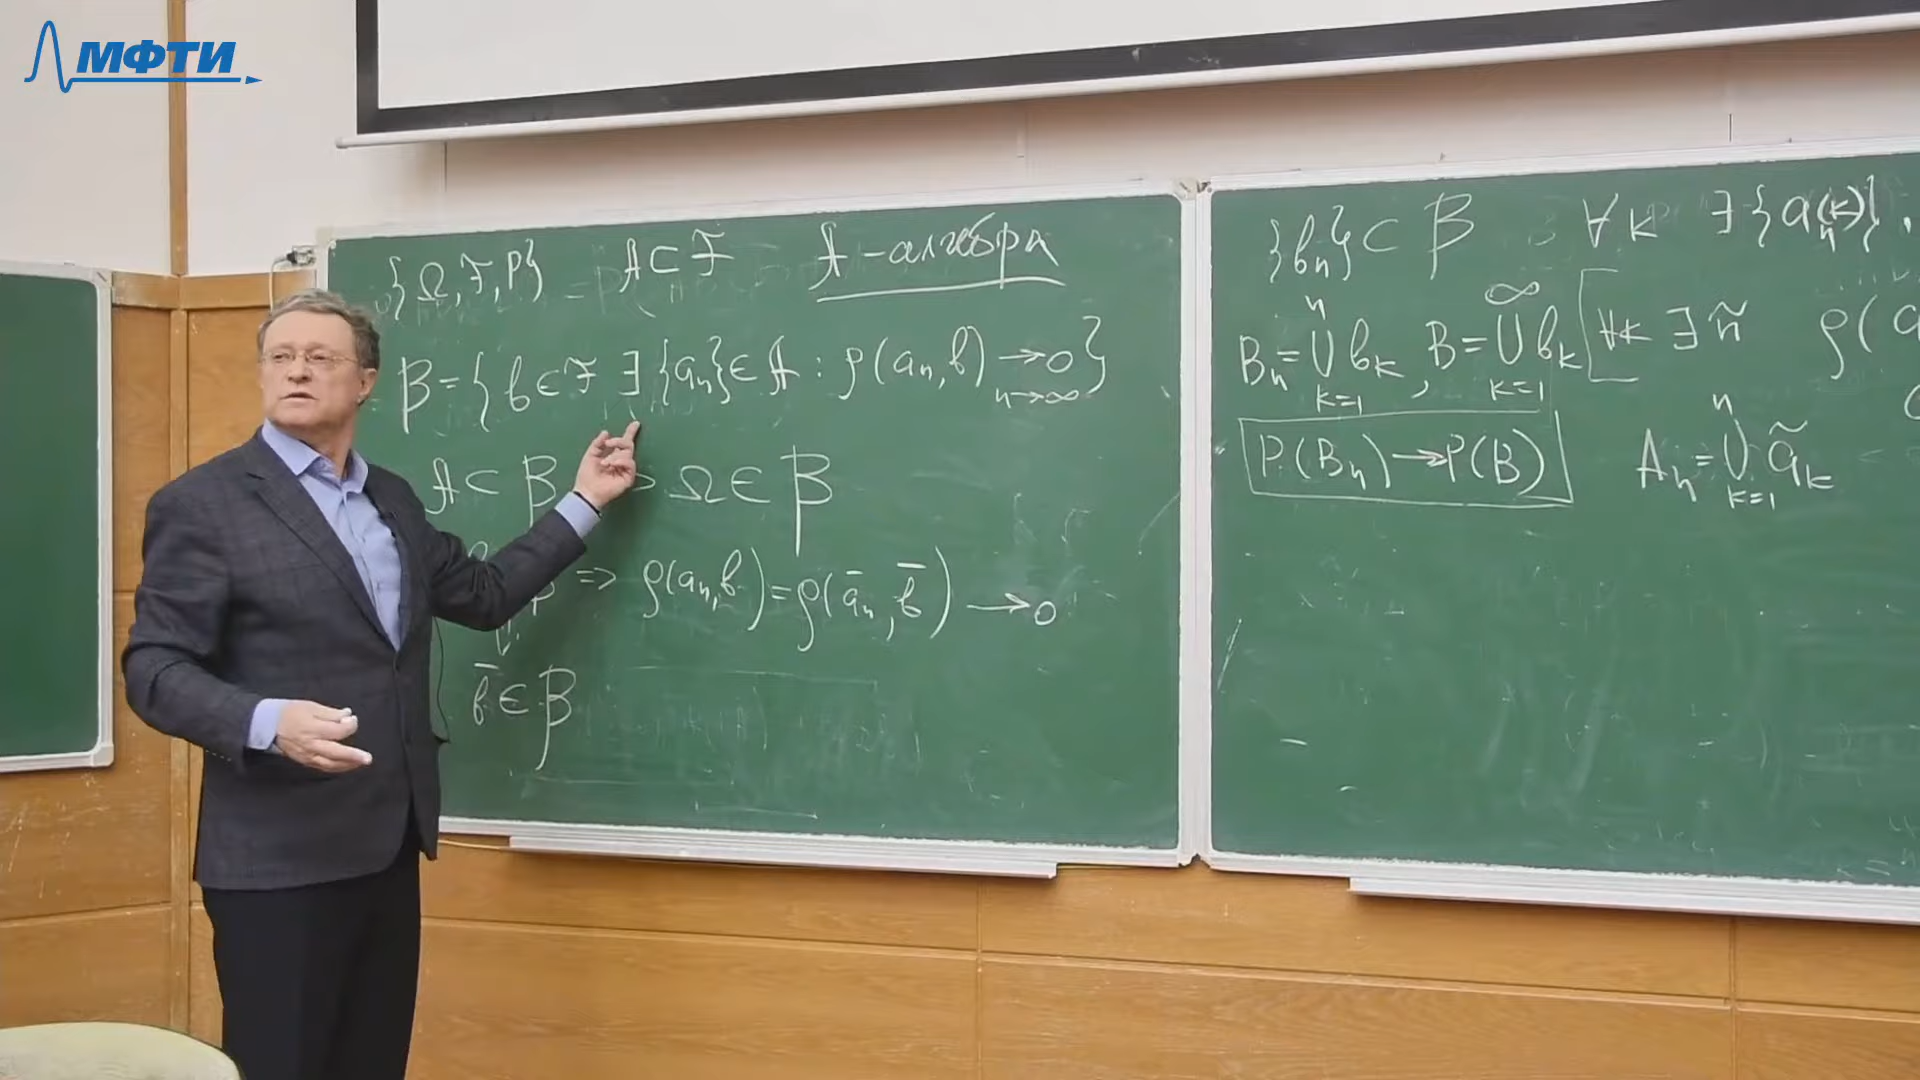 МФТИ
{Ω, F, P} A ⊂ F A - алгебра
β = { b ∈ F ∃ {aₙ} ∈ A : ρ(aₙ, b) → 0 }
n→∞
A ⊂ β ⇒ Ω ∈ β
⇒ ρ(aₙ, b) = ρ(āₙ, b̄) → 0
b̄ ∈ β
{bₙ} ⊂ β ∀k ∃ {aₙ(k)}
Bₙ = ⋃ₖ₌₁ⁿ bₖ, B = ⋃ₖ₌₁^∞ bₖ [ ∀k ∃ ñ ρ(a
P(Bₙ) → P(B) Aₙ = ⋃ₖ₌₁ⁿ ãₖ